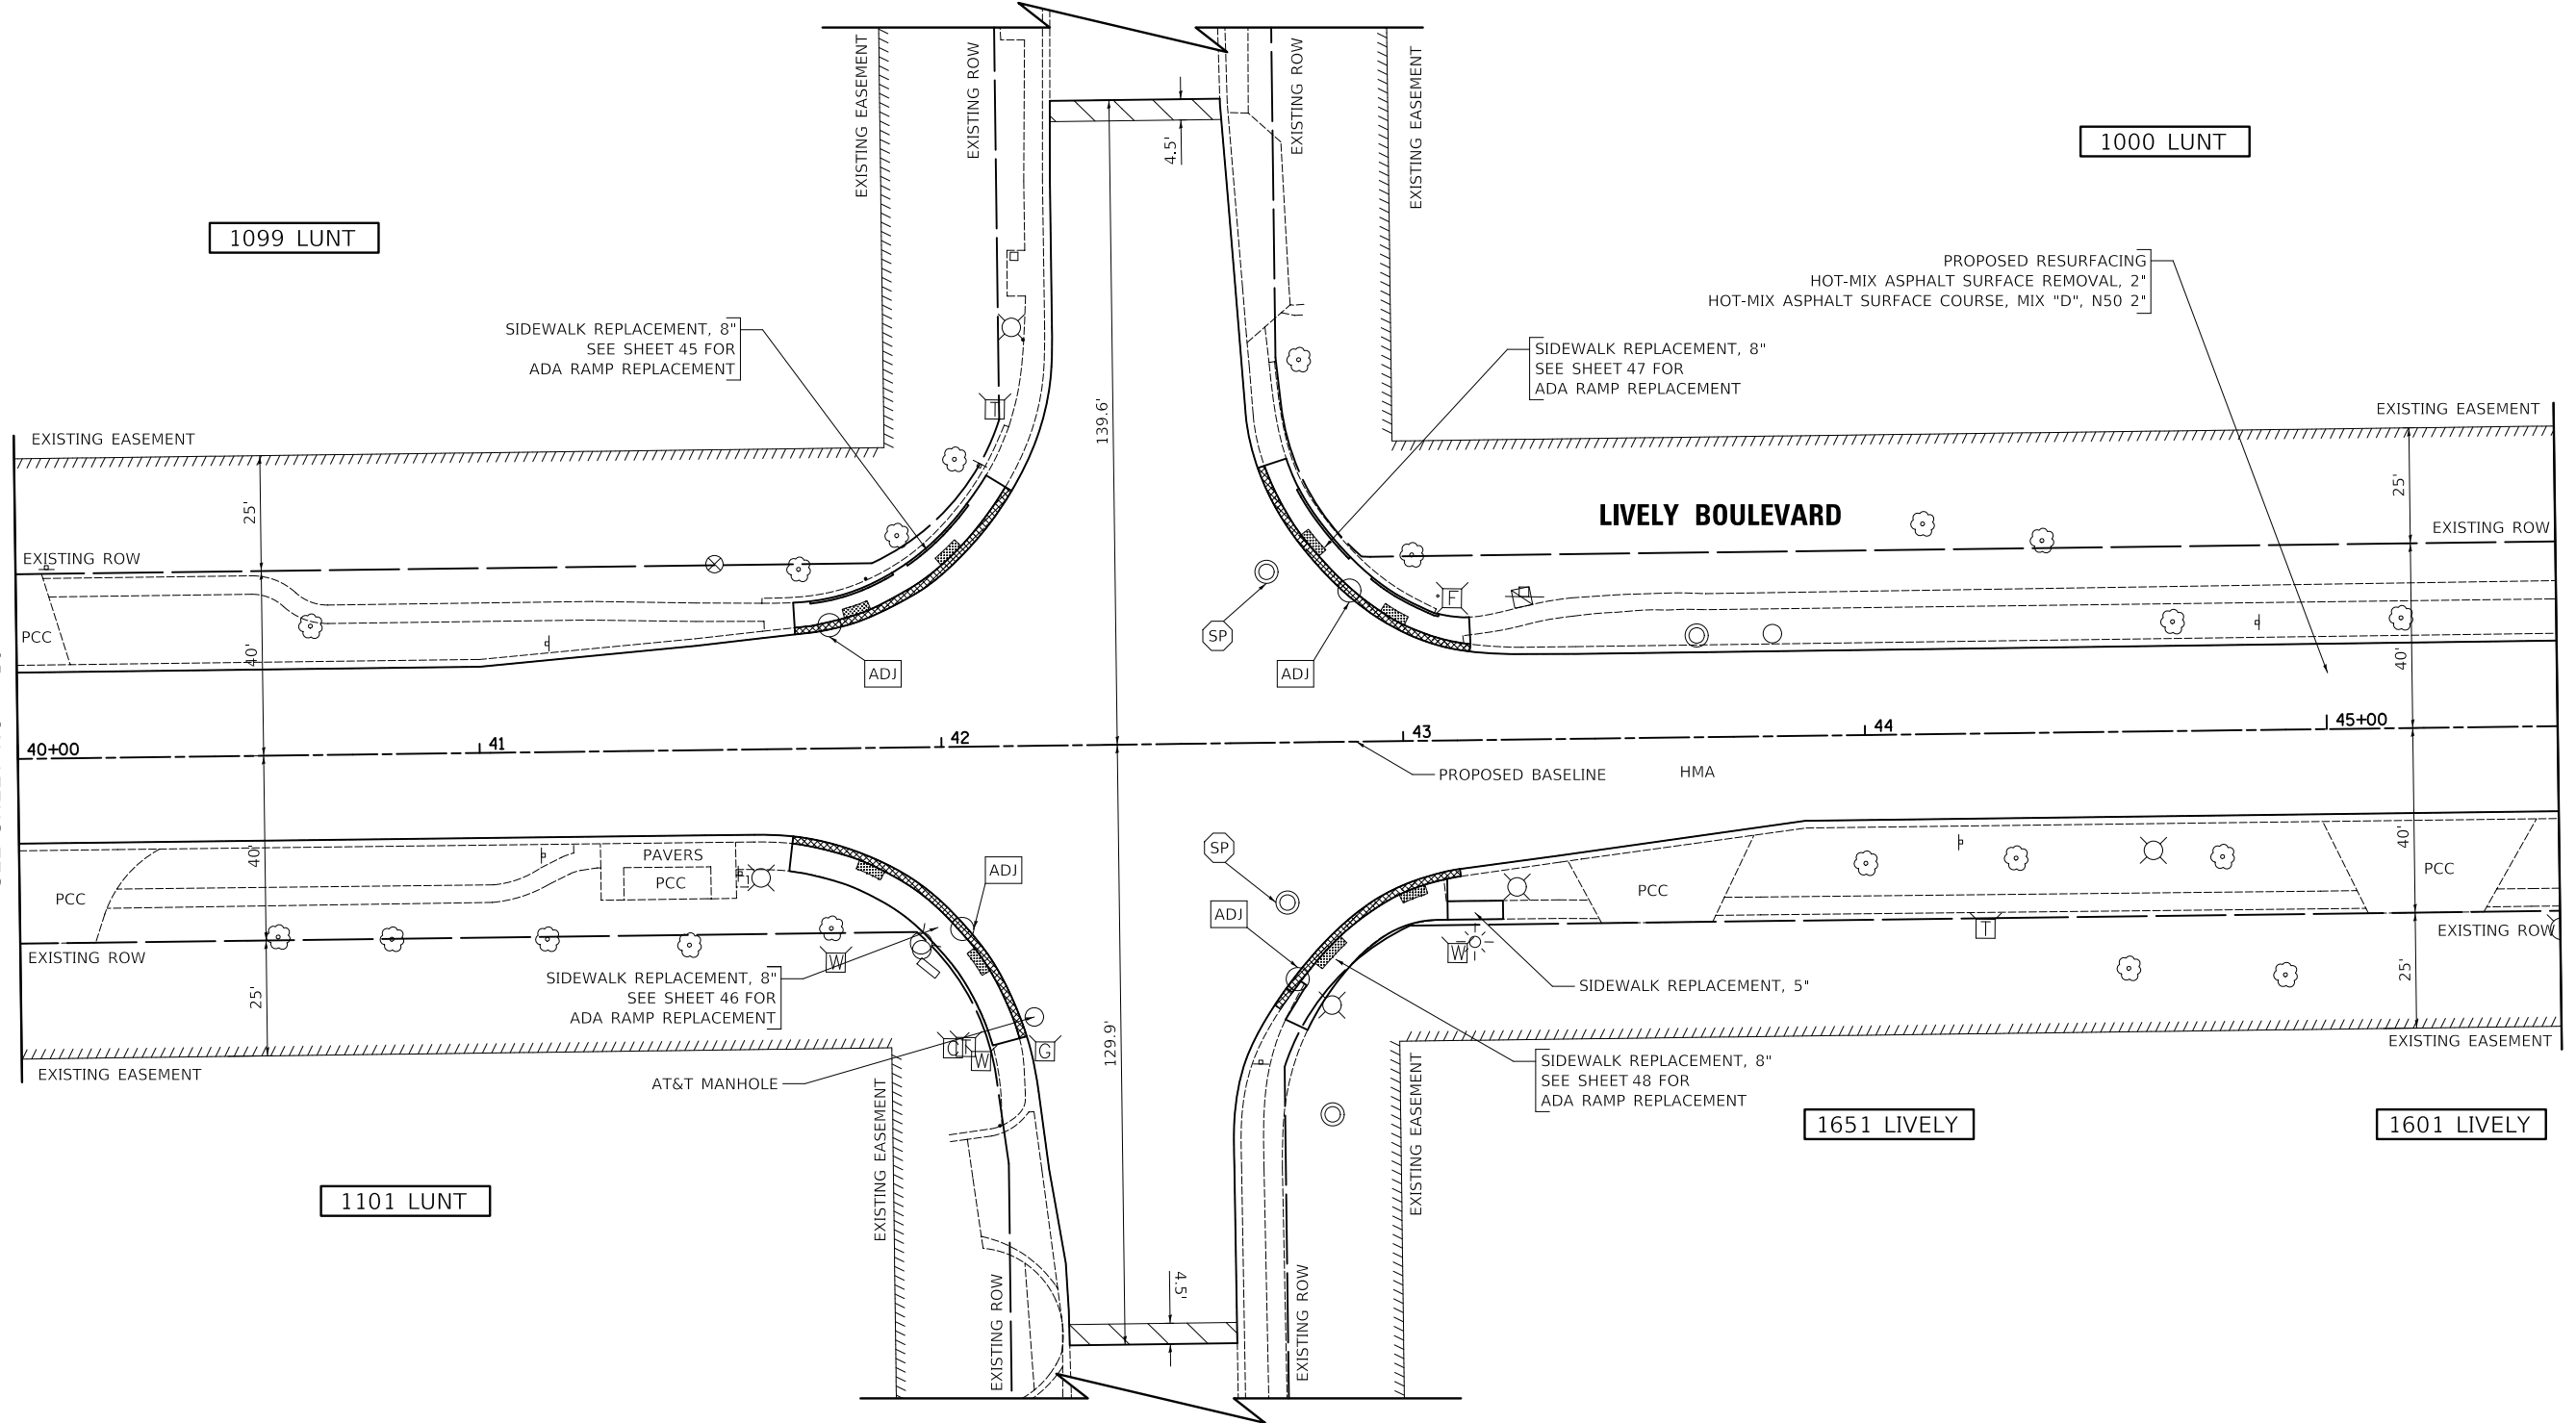 EXISTING EASEMENT
EXISTING ROW
EXISTING ROW
EXISTING EASEMENT
4.5'
1000 LUNT
1099 LUNT
PROPOSED RESURFACING
HOT-MIX ASPHALT SURFACE REMOVAL, 2"
HOT-MIX ASPHALT SURFACE COURSE, MIX "D", N50 2"
SIDEWALK REPLACEMENT, 8"
SEE SHEET 45 FOR
ADA RAMP REPLACEMENT
SIDEWALK REPLACEMENT, 8"
SEE SHEET 47 FOR
ADA RAMP REPLACEMENT
T
139.6'
EXISTING EASEMENT
EXISTING EASEMENT
25'
25'
LIVELY BOULEVARD
EXISTING ROW
EXISTING ROW
F
PCC
SP
40'
40'
ADJ
ADJ
40+00
41
42
43
44
45+00
PROPOSED BASELINE
HMA
40'
40'
PAVERS
PCC
PCC
ADJ
SP
ADJ
PCC
PCC
EXISTING ROW
W
W
T
EXISTING ROW
25'
25'
SIDEWALK REPLACEMENT, 8"
SEE SHEET 46 FOR
ADA RAMP REPLACEMENT
SIDEWALK REPLACEMENT, 5"
W
G
129.9'
EXISTING EASEMENT
AT&T MANHOLE
SIDEWALK REPLACEMENT, 8"
SEE SHEET 48 FOR
ADA RAMP REPLACEMENT
EXISTING EASEMENT
EXISTING EASEMENT
EXISTING EASEMENT
1651 LIVELY
1601 LIVELY
1101 LUNT
4.5'
EXISTING ROW
EXISTING ROW